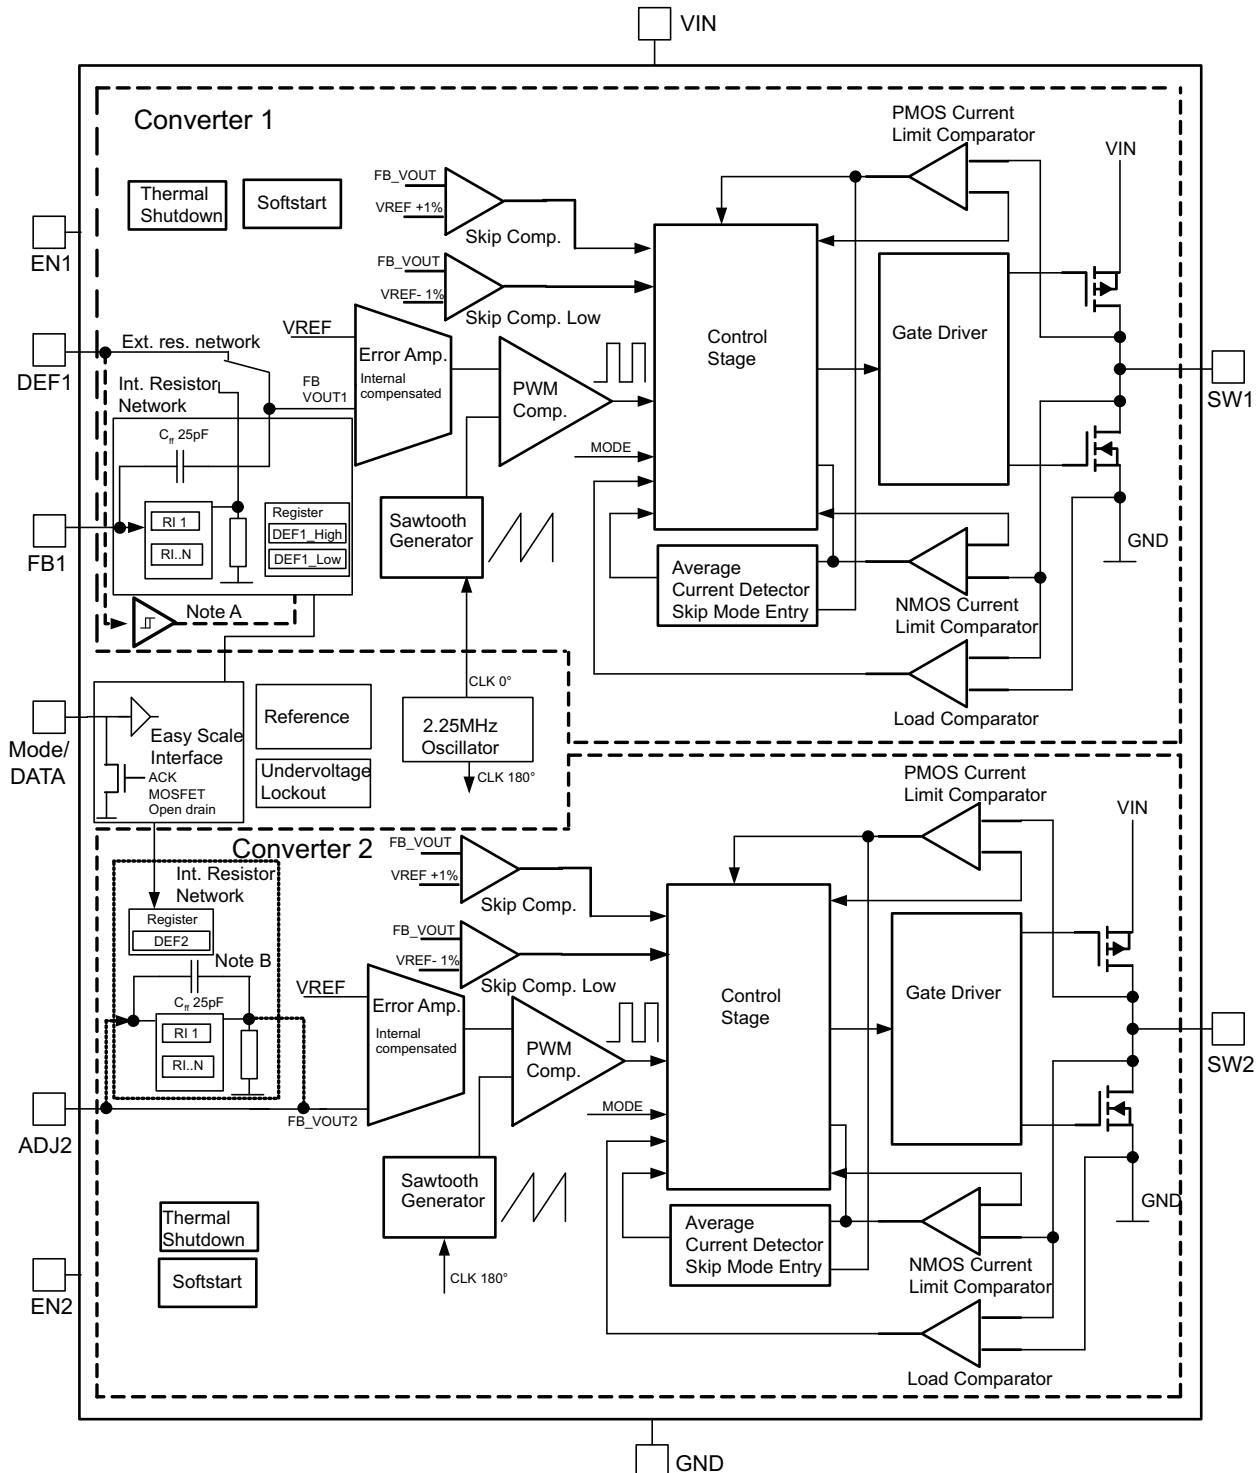 VIN
Converter 1
PMOS Current
Limit Comparator
VIN
Thermal
Shutdown
Softstart
FB_VOUT
VREF +1%
Skip Comp.
EN1
FB_VOUT
VREF- 1%
Skip Comp. Low
Control
Stage
Gate Driver
VREF
Error Amp.
Internal
compensated
Ext. res. network
DEF1
Int. Resistor
Network
FB
VOUT1
PWM
Comp.
SW1
Cff 25pF
MODE
RI 1
RI..N
Register
DEF1_High
DEF1_Low
FB1
Sawtooth
Generator
Average
Current Detector
Skip Mode Entry
GND
NMOS Current
Limit Comparator
Note A
CLK 0°
Load Comparator
Mode/
DATA
Easy Scale
Interface
ACK
MOSFET
Open drain
Reference
Undervoltage
Lockout
2.25MHz
Oscillator
CLK 180°
PMOS Current
Limit Comparator
VIN
Converter 2
FB_VOUT
VREF +1%
Skip Comp.
Int. Resistor
Network
Register
DEF2
Note B
Cff 25pF
RI 1
RI..N
FB_VOUT
VREF- 1%
Skip Comp. Low
Control
Stage
Gate Driver
VREF
Error Amp.
Internal
compensated
PWM
Comp.
SW2
MODE
ADJ2
FB_VOUT2
Sawtooth
Generator
Average
Current Detector
Skip Mode Entry
GND
NMOS Current
Limit Comparator
Thermal
Shutdown
Softstart
EN2
CLK 180°
Load Comparator
GND